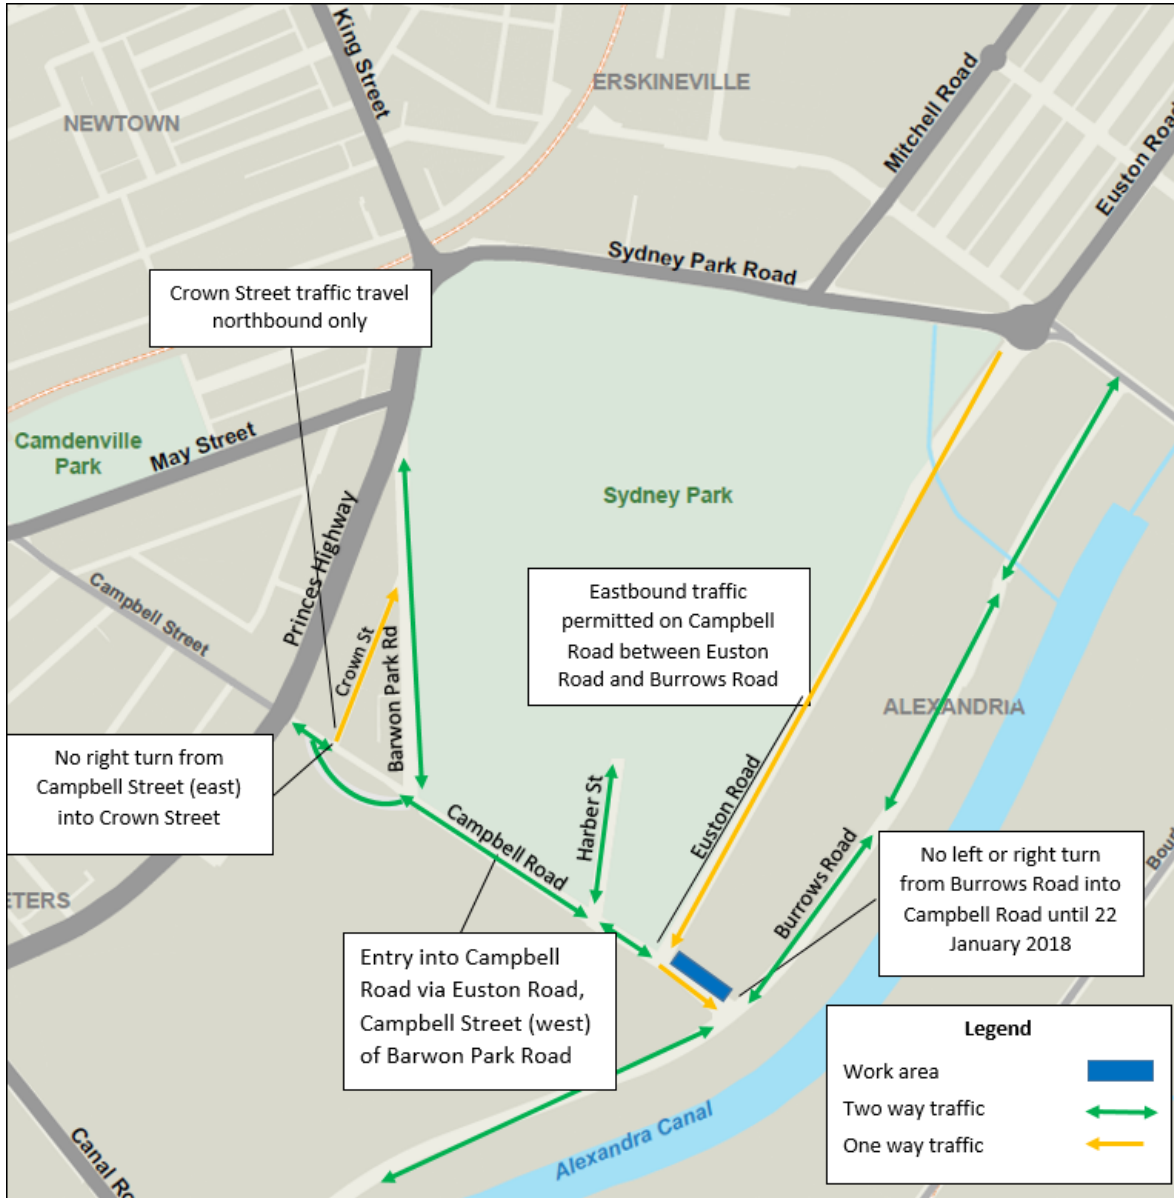 King Street
ERSKINEVILLE
NEWTOWN
Mitchell Road
Euston Road
Sydney Park Road
Crown Street traffic travel
northbound only
Camdenville
Park
May Street
Sydney Park
Princes Highway
Campbell Street
Crown St
Barwon Park Rd
Eastbound traffic
permitted on Campbell
Road between Euston
Road and Burrows Road
ALEXANDRIA
No right turn from
Campbell Street (east)
into Crown Street
Campbell Road
Harber St
Euston Road
Burrows Road
No left or right turn
from Burrows Road into
Campbell Road until 22
January 2018
Bour
ETERS
Entry into Campbell
Road via Euston Road,
Campbell Street (west)
of Barwon Park Road
Legend
Work area
Two way traffic
One way traffic
Alexandra Canal
Canal Ro